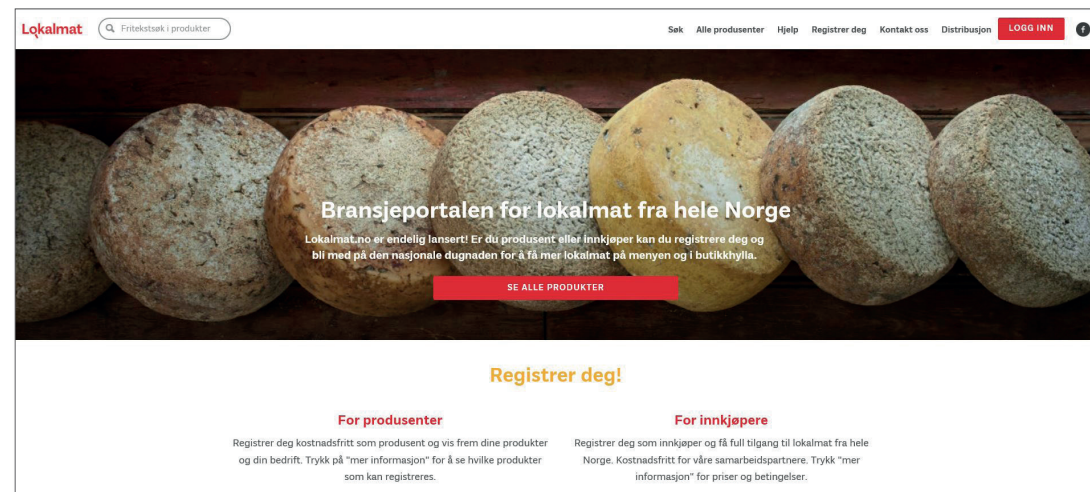 Lokalmat
Fritekstsøk i produkter
Søk Alle produsenter Hjelp Registrer deg Kontakt oss Distribusjon LOGG INN
Bransjeportalen for lokalmat fra hele Norge
Lokalmat.no er endelig lansert! Er du produsent eller innkjøper kan du registrere deg og
bli med på den nasjonale dugnaden for å få mer lokalmat på menyen og i butikkhylla.
SE ALLE PRODUKTER
Registrer deg!
For produsenter
Registrer deg kostnadsfritt som produsent og vis frem dine produkter
og din bedrift. Trykk på "mer informasjon" for å se hvilke produkter
som kan registreres.
For innkjøpere
Registrer deg som innkjøper og få full tilgang til lokalmat fra hele
Norge. Kostnadsfritt for våre samarbeidspartnere. Trykk "mer
informasjon" for priser og betingelser.